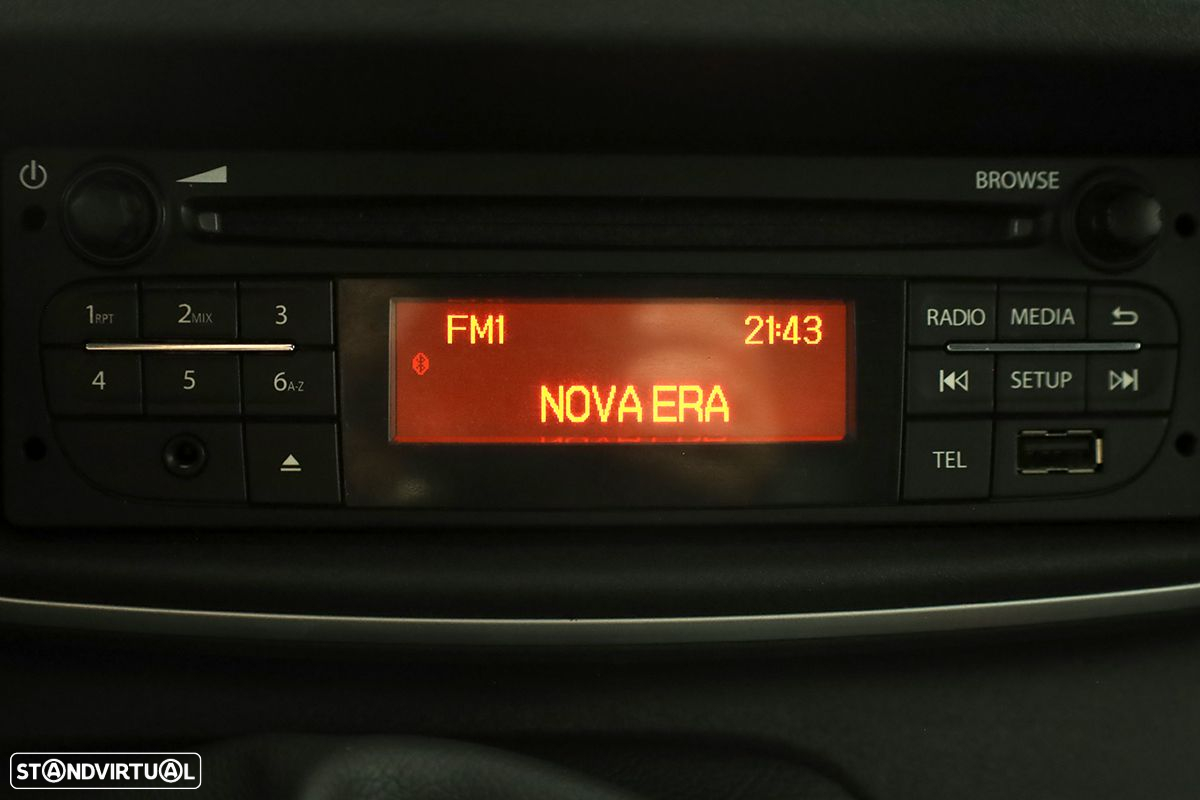 BROWSE
1RPT 2MIX 3
4 5 6A-Z
FM1 21:43
NOVA ERA
RADIO MEDIA
SETUP
TEL
STANDVIRTUAL